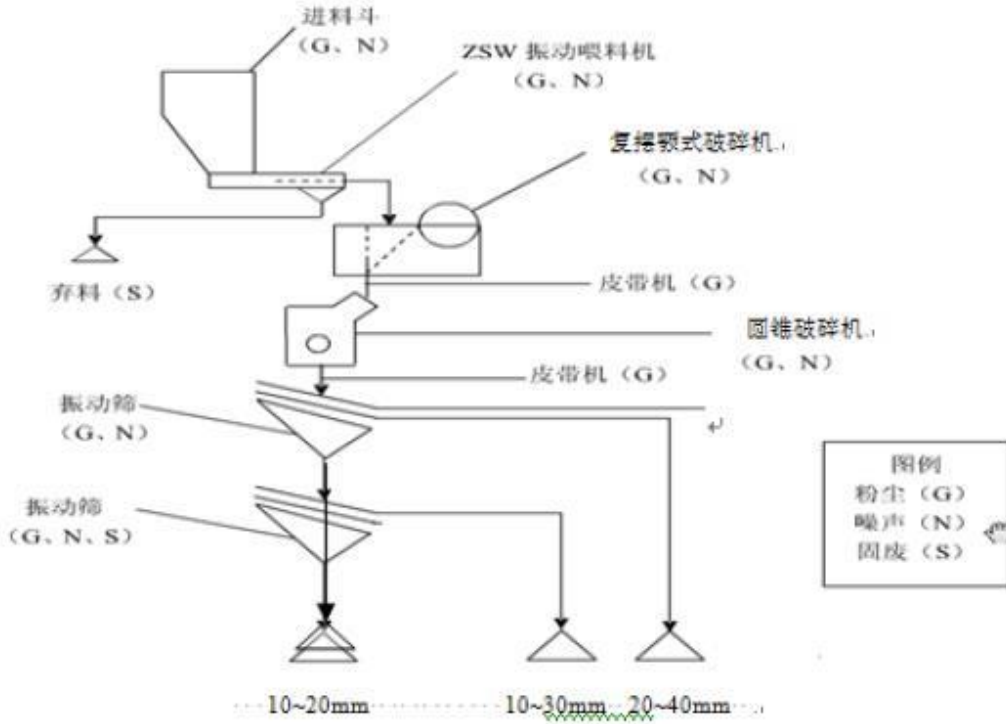 进料斗
（G、N）
ZSW 振动喂料机
（G、N）
复摆颚式破碎机
（G、N）
弃料（S）
皮带机（G）
圆锥破碎机
（G、N）
皮带机（G）
振动筛
（G、N）
图例
粉尘（G）
噪声（N）
固废（S）
振动筛
（G、N、S）
10~20mm 10~30mm 20~40mm